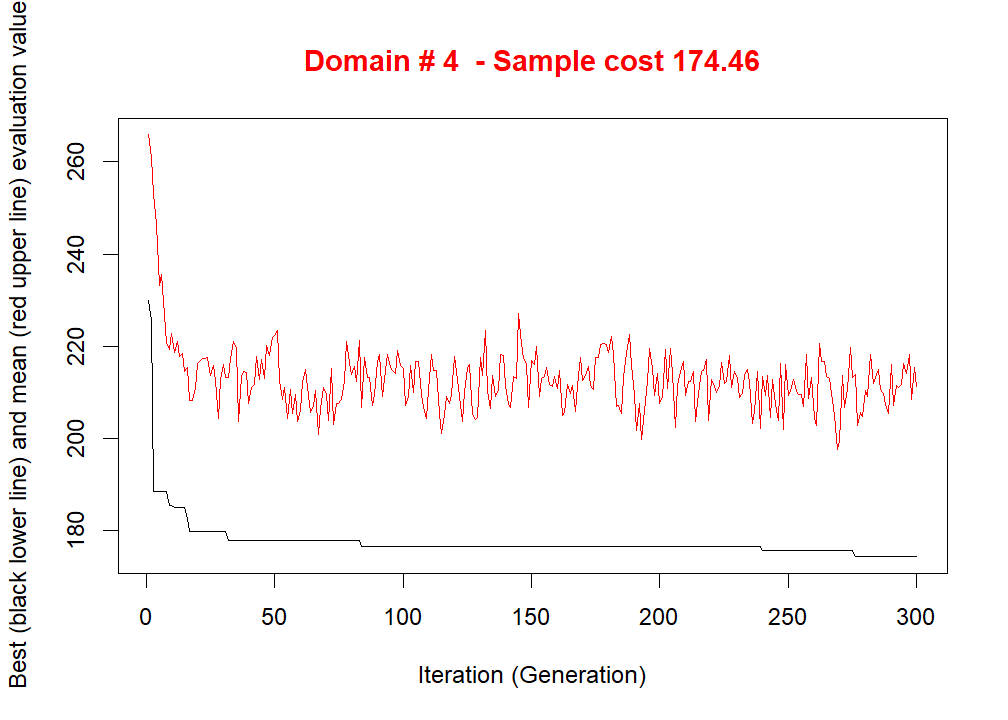 Domain # 4  - Sample cost 174.46
Best (black lower line) and mean (red upper line) evaluation value
260
240
220
200
180
0 50 100 150 200 250 300
Iteration (Generation)